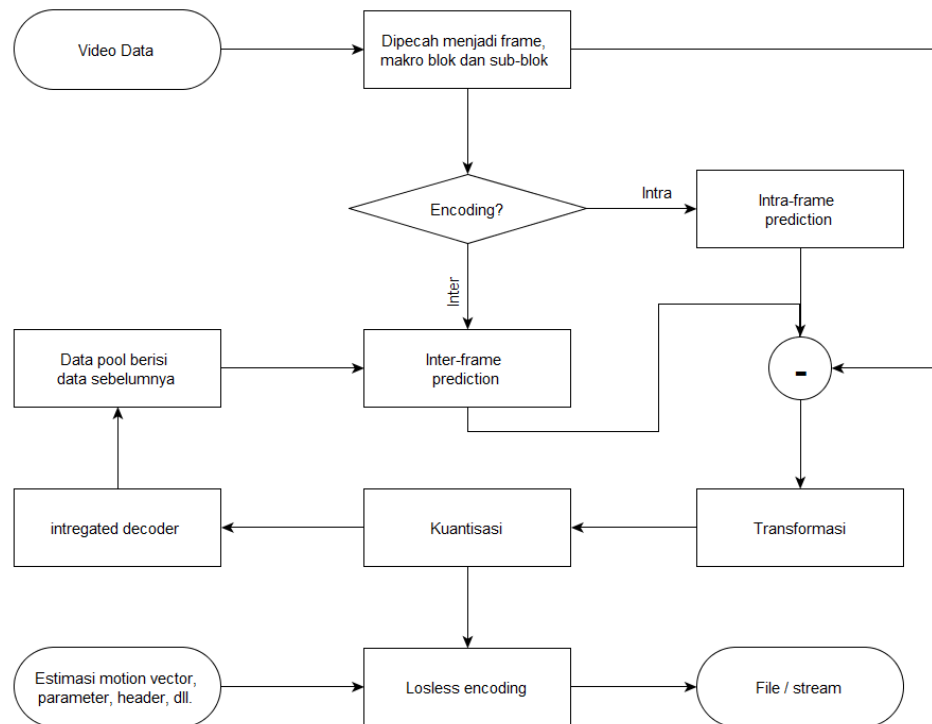 Video Data
Dipecah menjadi frame,
makro blok dan sub-blok
Encoding?
Intra
Intra-frame
prediction
Inter
Data pool berisi
data sebelumnya
Inter-frame
prediction
-
intregated decoder
Kuantisasi
Transformasi
Estimasi motion vector,
parameter, header, dll.
Losless encoding
File / stream